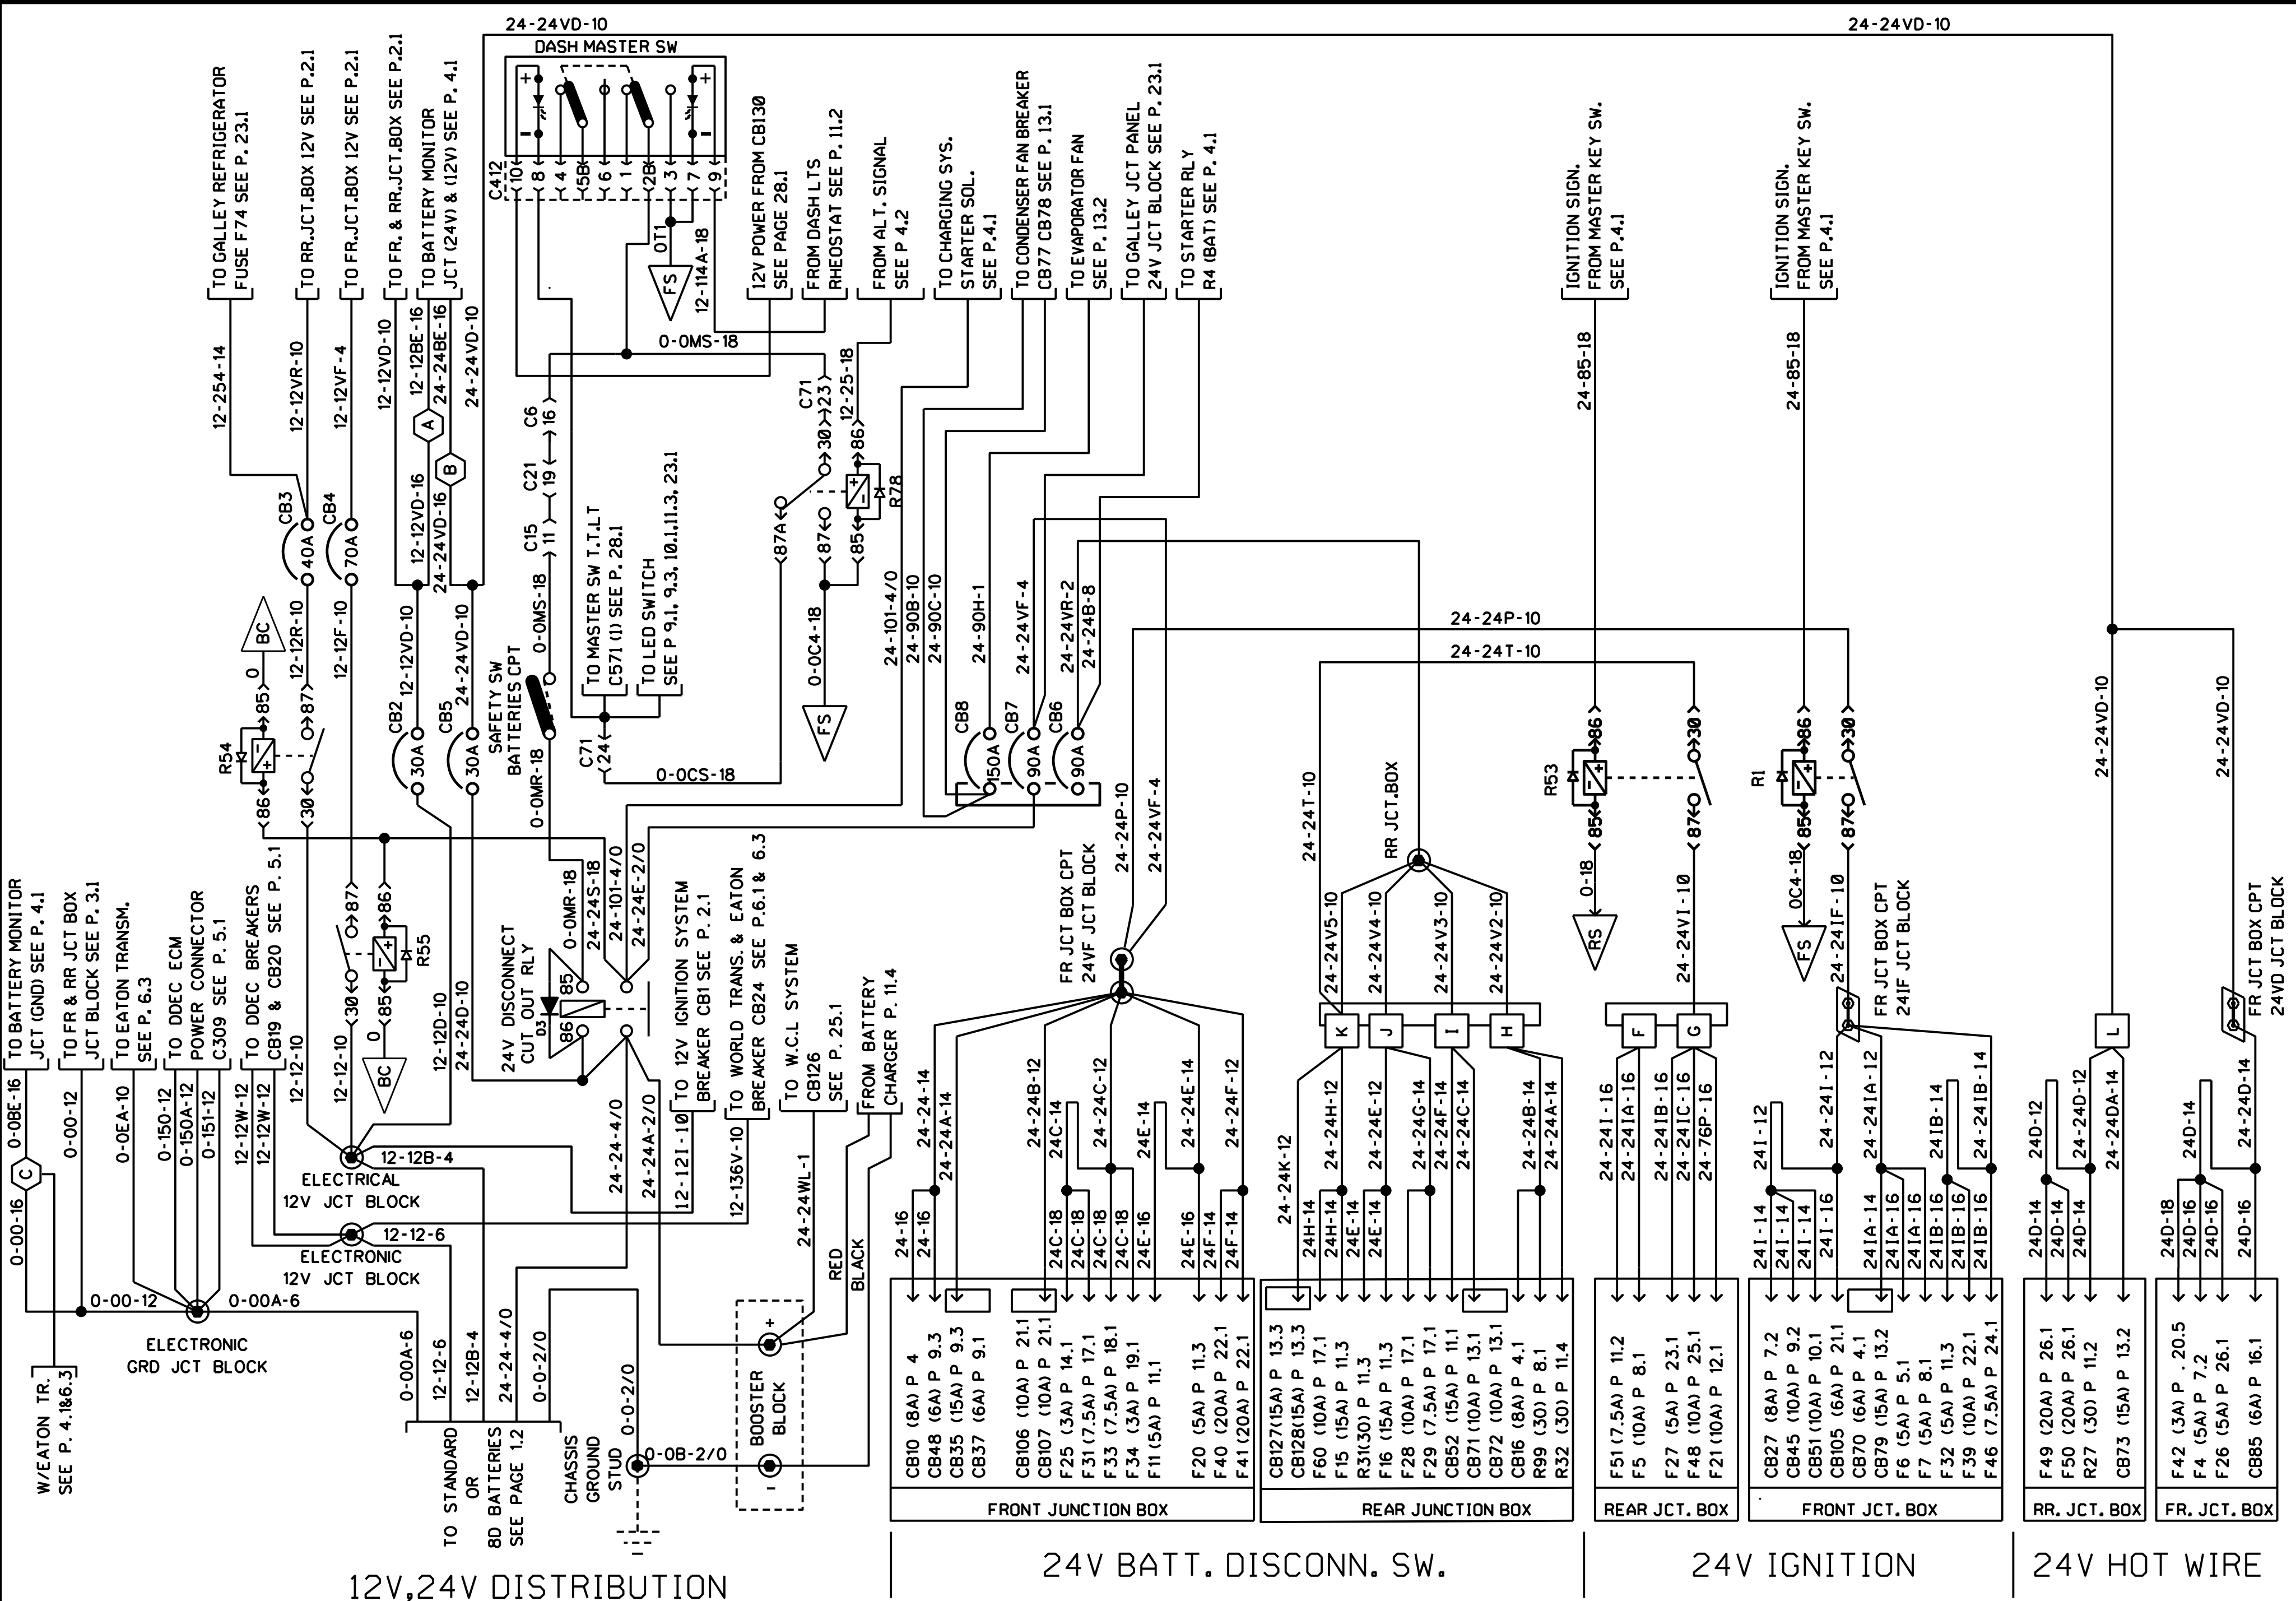 24-24VD-10
24-24VD-10
DASH MASTER SW
C412
10
8
4
5B
6
1
2B
3
7
9
TO GALLEY REFRIGERATOR
FUSE F74 SEE P. 23.1
TO RR.JCT.BOX 12V SEE P.2.1
TO FR.JCT.BOX 12V SEE P.2.1
TO FR. & RR.JCT.BOX SEE P.2.1
TO BATTERY MONITOR
JCT (24V) & (12V) SEE P. 4.1
0T1
FS
12-114A-18
12V POWER FROM CB130
SEE PAGE 28.1
FROM DASH LTS
RHEOSTAT SEE P. 11.2
FROM ALT. SIGNAL
SEE P 4.2
TO CHARGING SYS.
STARTER SOL.
SEE P.4.1
TO CONDENSER FAN BREAKER
CB77 CB78 SEE P. 13.1
TO EVAPORATOR FAN
SEE P. 13.2
TO GALLEY JCT PANEL
24V JCT BLOCK SEE P. 23.1
TO STARTER RLY
R4 (BAT) SEE P. 4.1
IGNITION SIGN.
FROM MASTER KEY SW.
SEE P.4.1
IGNITION SIGN.
FROM MASTER KEY SW.
SEE P.4.1
12-254-14
12-12VR-10
12-12VF-4
12-12VD-10
12-12BE-16
24-24BE-16
24-24VD-10
A
B
12-12VD-16
24-24VD-16
0-0MS-18
C6
16
C21
19
C15
11
0-0MS-18
C71
23
12-25-18
30
86
87A
87
85
R78
24-85-18
24-85-18
CB3
40A
CB4
70A
BC
0
85
87
R54
86
30
12-12R-10
12-12F-10
12-12VD-10
24-24VD-10
CB2
30A
CB5
30A
SAFETY SW
BATTERIES CPT
TO MASTER SW T.T.LT
C571 (1) SEE P. 28.1
TO LED SWITCH
SEE P 9.1, 9.3, 10.1,11.3, 23.1
C71
24
0-0CS-18
0-0MR-18
0-0C4-18
FS
24-101-4/0
24-90B-10
24-90C-10
24-90H-1
24-24VF-4
24-24VR-2
24-24B-8
CB8
150A
CB7
90A
CB6
90A
24-24P-10
24-24T-10
24-24P-10
24-24VF-4
24-24T-10
RR JCT.BOX
FR JCT BOX CPT
24VF JCT BLOCK
R53
86
30
85
87
0-18
RS
24-24VI-10
R1
86
30
85
87
0C4-18
FS
24-24IF-10
FR JCT BOX CPT
24IF JCT BLOCK
24-24VD-10
24-24VD-10
FR JCT BOX CPT
24VD JCT BLOCK
TO BATTERY MONITOR
JCT (GND) SEE P. 4.1
TO FR & RR JCT BOX
JCT BLOCK SEE P. 3.1
TO EATON TRANSM.
SEE P. 6.3
TO DDEC ECM
POWER CONNECTOR
C309 SEE P. 5.1
TO DDEC BREAKERS
CB19 & CB20 SEE P. 5.1
87
86
R55
30
85
0
BC
12-12D-10
24-24D-10
24V DISCONNECT
CUT OUT RLY
D3
86
85
0-0MR-18
24-24S-18
24-101-4/0
24-24E-2/0
TO 12V IGNITION SYSTEM
BREAKER CB1 SEE P. 2.1
TO WORLD TRANS. & EATON
BREAKER CB24 SEE P.6.1 & 6.3
TO W.C.L SYSTEM
CB126
SEE P. 25.1
FROM BATTERY
CHARGER P. 11.4
0-0BE-16
0-00-12
0-0EA-10
0-150-12
0-150A-12
0-151-12
12-12W-12
12-12W-12
12-12-10
12-12-10
C
0-00-16
12-12B-4
ELECTRICAL
12V JCT BLOCK
12-12-6
ELECTRONIC
12V JCT BLOCK
0-00-12
0-00A-6
ELECTRONIC
GRD JCT BLOCK
24-24-4/0
24-24A-2/0
12-12I-10
12-136V-10
24-24WL-1
RED
BLACK
W/EATON TR.
SEE P. 4.1&6.3
0-00A-6
12-12-6
12-12B-4
24-24-4/0
0-0-2/0
TO STANDARD
OR
8D BATTERIES
SEE PAGE 1.2
CHASSIS
GROUND
STUD
0-0-2/0
0-0B-2/0
BOOSTER
BLOCK
+
-
24-24V5-10
24-24V4-10
24-24V3-10
24-24V2-10
K
J
I
H
F
G
L
24-24-14
24-24A-14
24-24B-12
24C-14
24-24C-12
24E-14
24-24E-14
24-24F-12
24-16
24-16
24C-18
24C-18
24C-18
24C-18
24E-16
24E-16
24F-14
24F-14
24-24K-12
24-24H-12
24-24E-12
24-24G-14
24-24F-14
24-24C-14
24-24B-14
24-24A-14
24H-14
24H-14
24E-14
24E-14
24-24I-16
24-24IA-16
24-24IB-16
24-24IC-16
24-76P-16
24I-12
24-24I-12
24-24IA-12
24IB-14
24-24IB-14
24I-14
24I-14
24I-14
24I-16
24IA-14
24IA-16
24IA-16
24IB-16
24IB-16
24IB-16
24D-12
24-24D-12
24-24DA-14
24D-14
24D-14
24D-14
24D-14
24-24D-14
24D-18
24D-16
24D-16
24D-16
CB10 (8A) P 4
CB48 (6A) P 9.3
CB35 (15A) P 9.3
CB37 (6A) P 9.1
CB106 (10A) P 21.1
CB107 (10A) P 21.1
F25 (3A) P 14.1
F31 (7.5A) P 17.1
F33 (7.5A) P 18.1
F34 (3A) P 19.1
F11 (5A) P 11.1
F20 (5A) P 11.3
F40 (20A) P 22.1
F41 (20A) P 22.1
FRONT JUNCTION BOX
CB127(15A) P 13.3
CB128(15A) P 13.3
F60 (10A) P 17.1
F15 (15A) P 11.3
R31(30) P 11.3
F16 (15A) P 11.3
F28 (10A) P 17.1
F29 (7.5A) P 17.1
CB52 (15A) P 11.1
CB71 (10A) P 13.1
CB72 (10A) P 13.1
CB16 (8A) P 4.1
R99 (30) P 8.1
R32 (30) P 11.4
REAR JUNCTION BOX
F51 (7.5A) P 11.2
F5 (10A) P 8.1
F27 (5A) P 23.1
F48 (10A) P 25.1
F21 (10A) P 12.1
REAR JCT. BOX
CB27 (8A) P 7.2
CB45 (10A) P 9.2
CB51 (10A) P 10.1
CB105 (6A) P 21.1
CB70 (6A) P 4.1
CB79 (15A) P 13.2
F6 (5A) P 5.1
F7 (5A) P 8.1
F32 (5A) P 11.3
F39 (10A) P 22.1
F46 (7.5A) P 24.1
FRONT JCT. BOX
F49 (20A) P 26.1
F50 (20A) P 26.1
R27 (30) P 11.2
CB73 (15A) P 13.2
RR. JCT. BOX
F42 (3A) P . 20.5
F4 (5A) P 7.2
F26 (5A) P 26.1
CB85 (6A) P 16.1
FR. JCT. BOX
12V,24V DISTRIBUTION
24V BATT. DISCONN. SW.
24V IGNITION
24V HOT WIRE